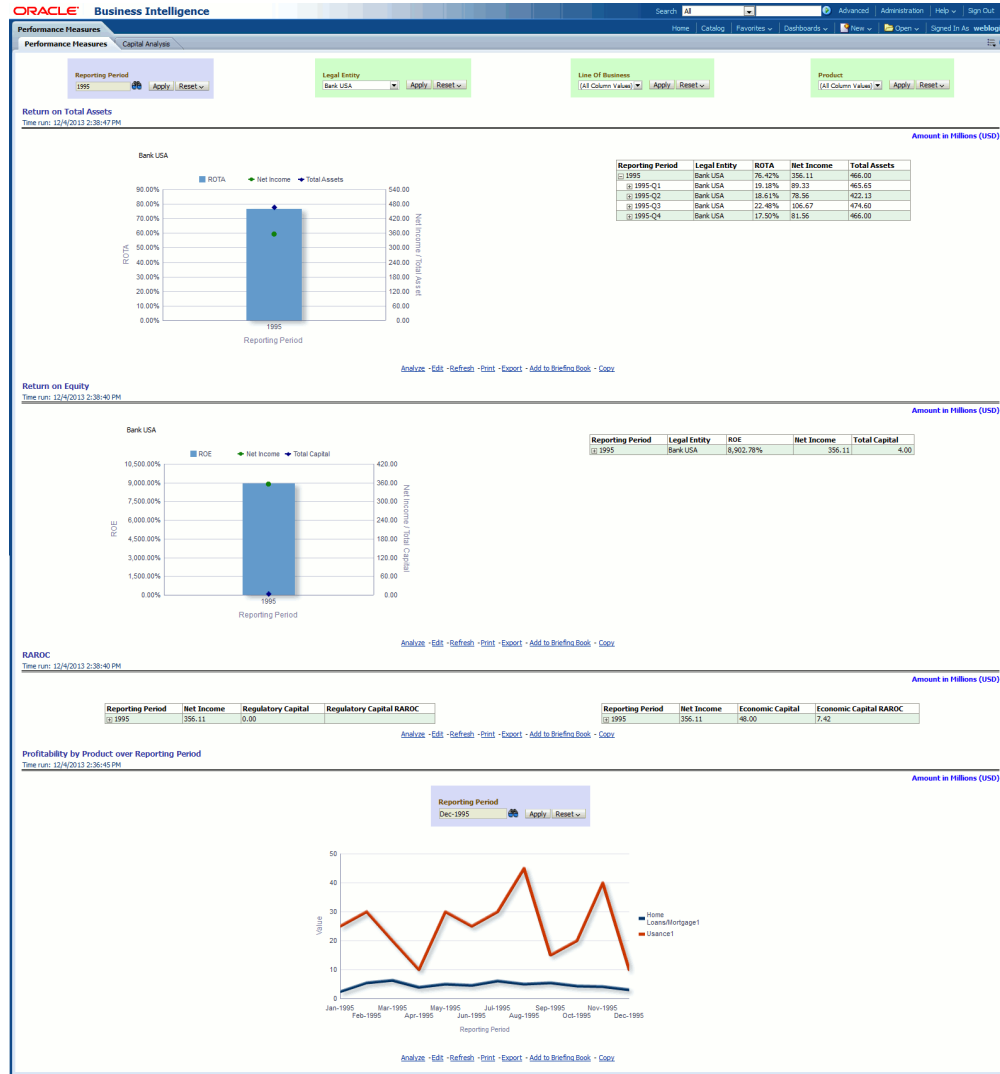 ORACLE Business Intelligence
Search All Advanced Administration Help Sign Out
Performance Measures
Home Catalog Favorites Dashboards New Open Signed In As weblogi
Performance Measures Capital Analysis
Reporting Period
1995 Apply Reset
Legal Entity
Bank USA Apply Reset
Line Of Business
(All Column Values) Apply Reset
Product
(All Column Values) Apply Reset
Return on Total Assets
Time run: 12/4/2013 2:38:47 PM
Amount in Millions (USD)
Bank USA
ROTA Net Income Total Assets
90.00% 540.00
80.00% 480.00
70.00% 420.00
60.00% 360.00
50.00% 300.00
40.00% 240.00
30.00% 180.00
20.00% 120.00
10.00% 60.00
0.00% 0.00
ROTA
Net Income / Total Asset
1995
Reporting Period
Reporting Period Legal Entity ROTA Net Income Total Assets
1995 Bank USA 76.42% 356.11 466.00
1995-Q1 Bank USA 19.18% 89.33 465.65
1995-Q2 Bank USA 18.61% 78.56 422.13
1995-Q3 Bank USA 22.48% 106.67 474.60
1995-Q4 Bank USA 17.50% 81.56 466.00
Analyze - Edit - Refresh - Print - Export - Add to Briefing Book - Copy
Return on Equity
Time run: 12/4/2013 2:38:40 PM
Amount in Millions (USD)
Bank USA
ROE Net Income Total Capital
10,500.00% 420.00
9,000.00% 360.00
7,500.00% 300.00
6,000.00% 240.00
4,500.00% 180.00
3,000.00% 120.00
1,500.00% 60.00
0.00% 0.00
ROE
Net Income / Total Capital
1995
Reporting Period
Reporting Period Legal Entity ROE Net Income Total Capital
1995 Bank USA 8,902.78% 356.11 4.00
Analyze - Edit - Refresh - Print - Export - Add to Briefing Book - Copy
RAROC
Time run: 12/4/2013 2:38:40 PM
Amount in Millions (USD)
Reporting Period Net Income Regulatory Capital Regulatory Capital RAROC
1995 356.11 0.00
Reporting Period Net Income Economic Capital Economic Capital RAROC
1995 356.11 48.00 7.42
Analyze - Edit - Refresh - Print - Export - Add to Briefing Book - Copy
Profitability by Product over Reporting Period
Time run: 12/4/2013 2:36:45 PM
Amount in Millions (USD)
Reporting Period
Dec-1995 Apply Reset
50
40
30
20
10
0
Value
Home
Loans/Mortgage1
Usance1
Jan-1995 Mar-1995 May-1995 Jul-1995 Sep-1995 Nov-1995
Feb-1995 Apr-1995 Jun-1995 Aug-1995 Oct-1995 Dec-1995
Reporting Period
Analyze - Edit - Refresh - Print - Export - Add to Briefing Book - Copy